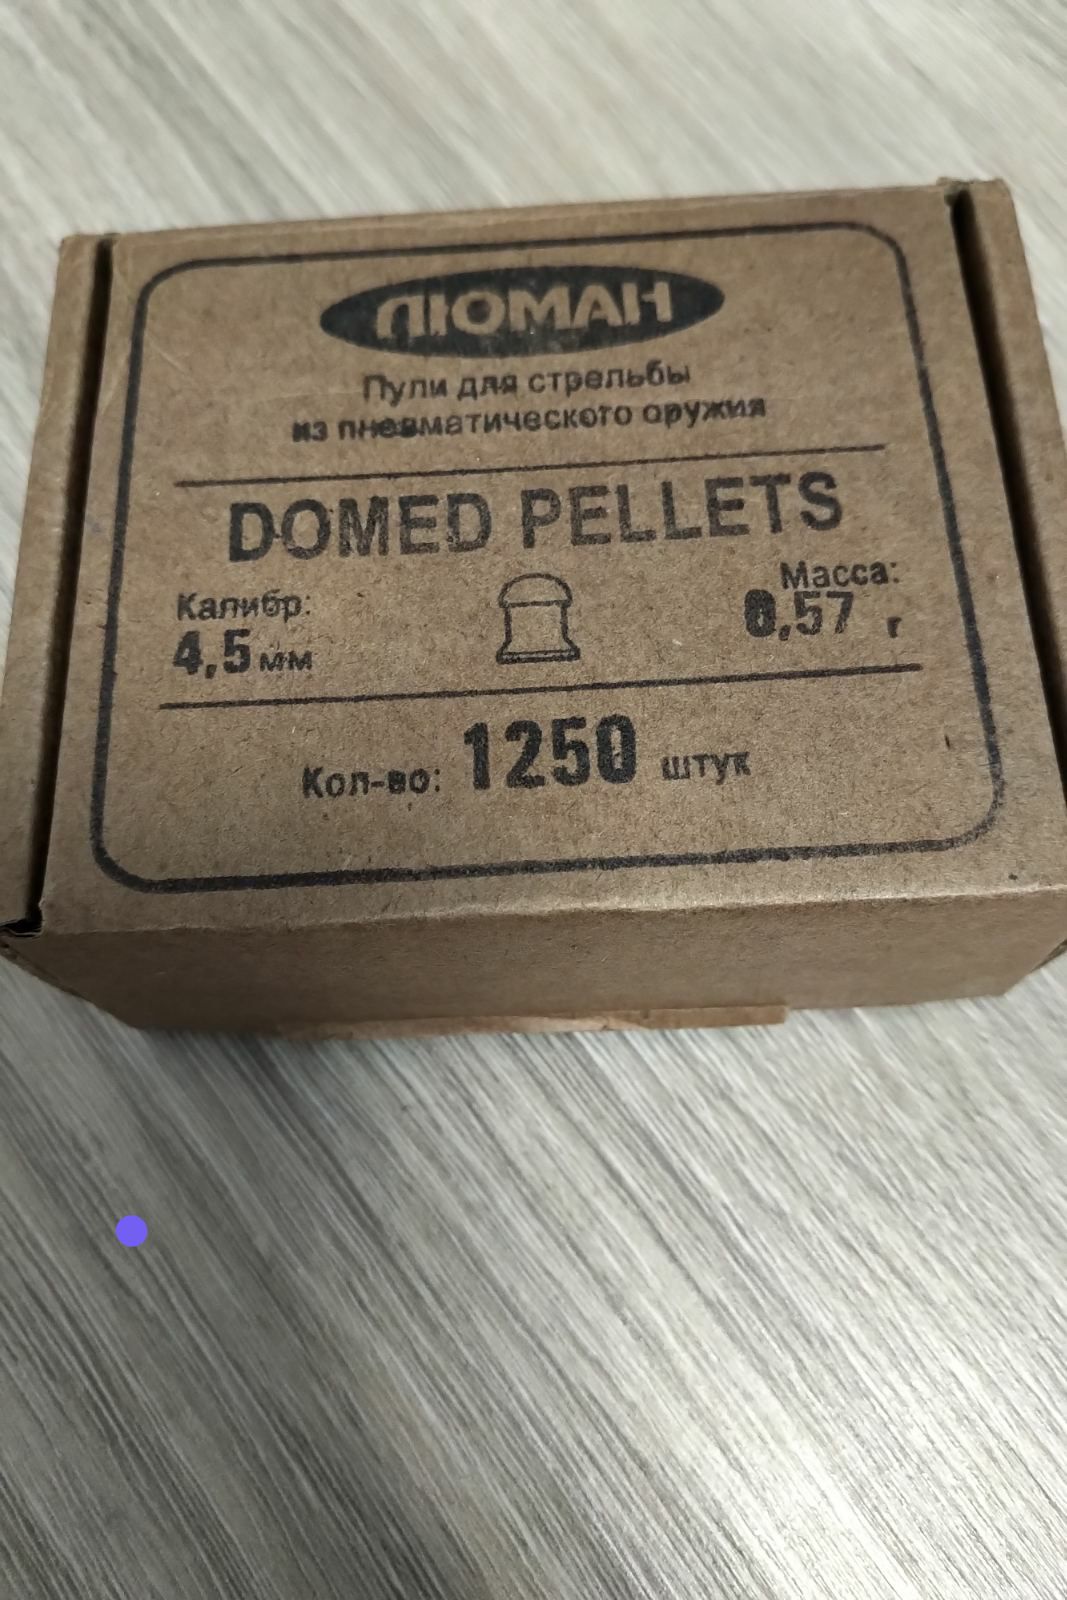 ЛЮМАН
Пули для стрельбы
из пневматического оружия
DOMED PELLETS
Калибр:
4,5 мм
Масса:
0,57 г
Кол-во: 1250 штук